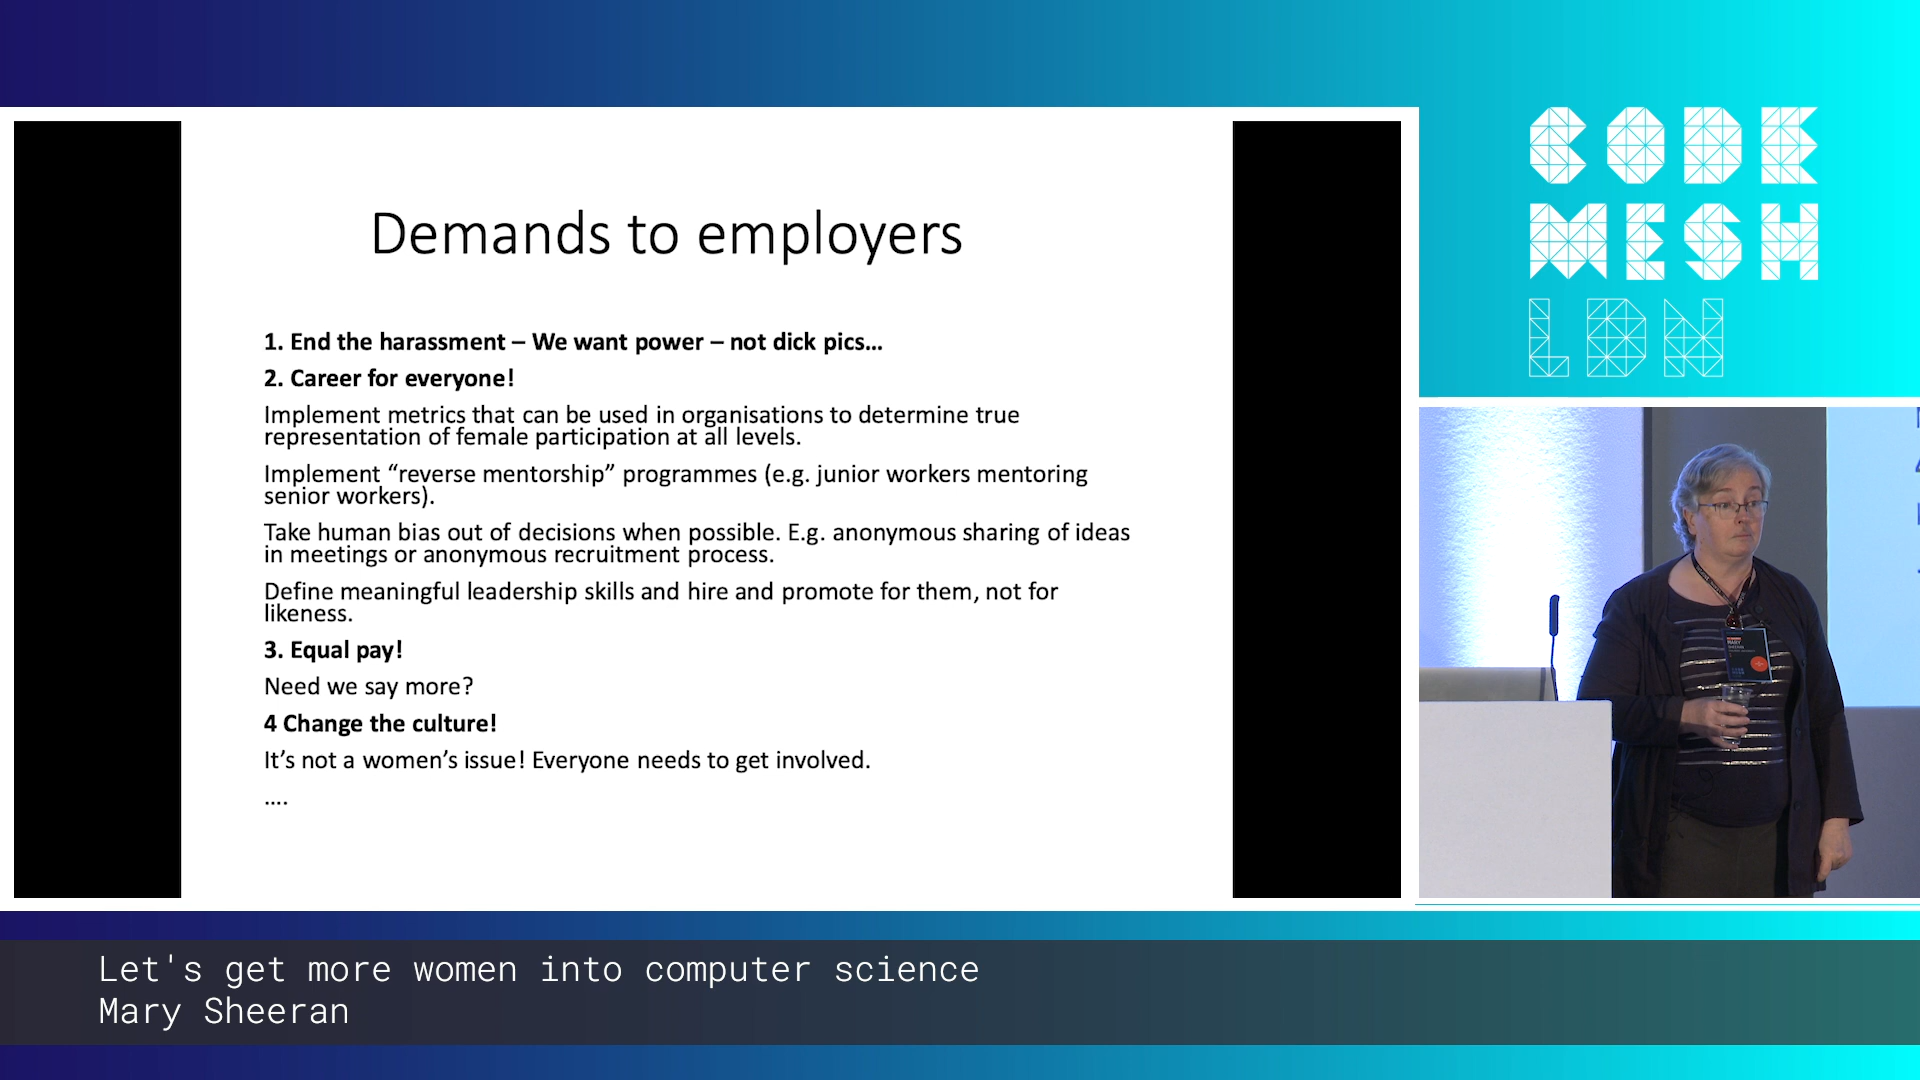 Demands to employers
1. End the harassment – We want power – not dick pics...
2. Career for everyone!
Implement metrics that can be used in organisations to determine true
representation of female participation at all levels.
Implement “reverse mentorship” programmes (e.g. junior workers mentoring
senior workers).
Take human bias out of decisions when possible. E.g. anonymous sharing of ideas
in meetings or anonymous recruitment process.
Define meaningful leadership skills and hire and promote for them, not for
likeness.
3. Equal pay!
Need we say more?
4 Change the culture!
It’s not a women’s issue! Everyone needs to get involved.
....
CODE
MESH
LDN
MARY
SHEERAN
Let's get more women into computer science
Mary Sheeran